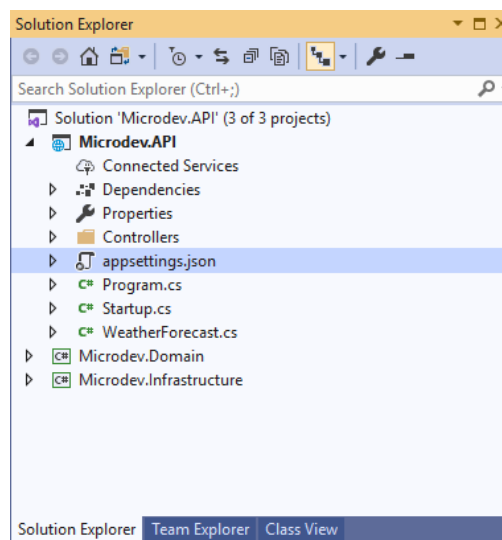 Solution Explorer
Search Solution Explorer (Ctrl+;)
Solution 'Microdev.API' (3 of 3 projects)
Microdev.API
Connected Services
Dependencies
Properties
Controllers
appsettings.json
C# Program.cs
C# Startup.cs
C# WeatherForecast.cs
C# Microdev.Domain
C# Microdev.Infrastructure
Solution Explorer Team Explorer Class View